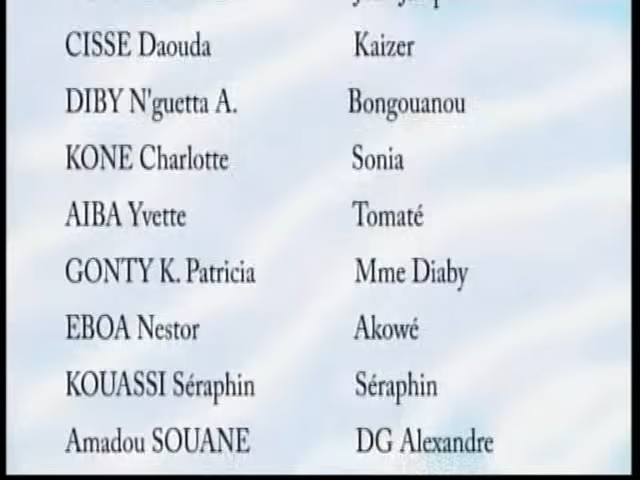 CISSE Daouda Kaizer
DIBY N'guetta A. Bongouanou
KONE Charlotte Sonia
AIBA Yvette Tomaté
GONTY K. Patricia Mme Diaby
EBOA Nestor Akowé
KOUASSI Séraphin Séraphin
Amadou SOUANE DG Alexandre